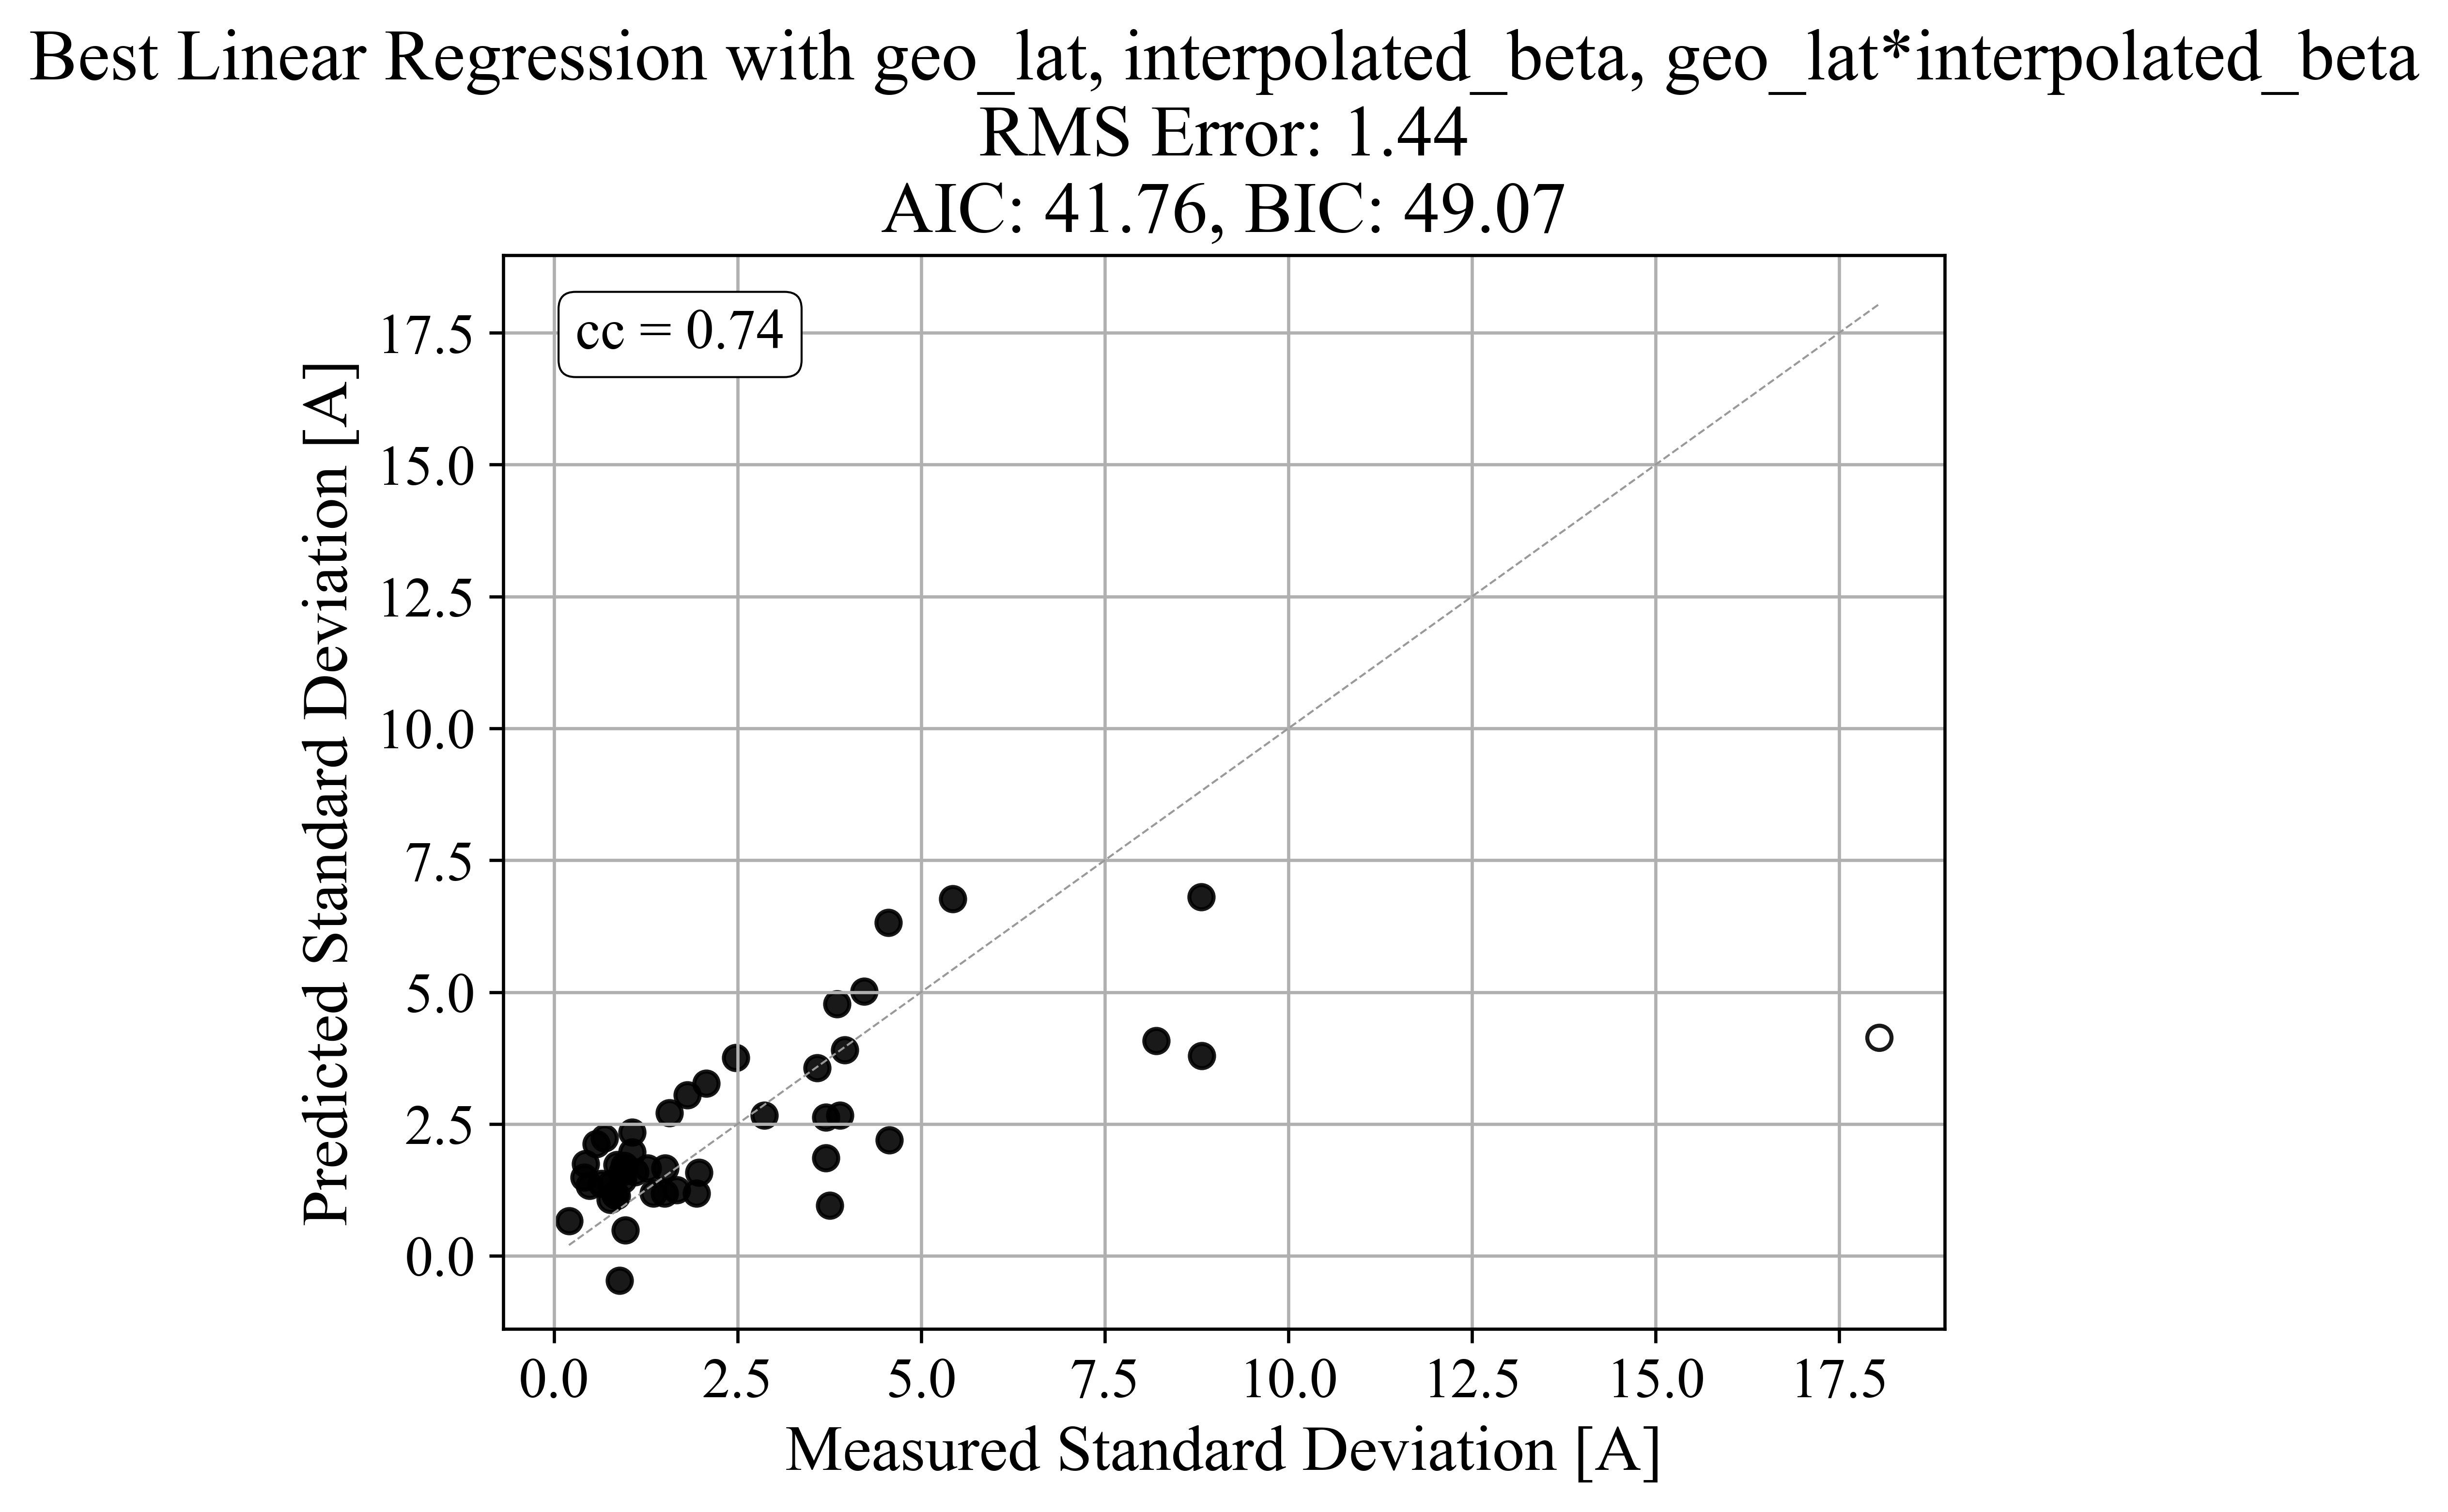 Best Linear Regression with geo_lat, interpolated_beta, geo_lat*interpolated_beta
RMS Error: 1.44
AIC: 41.76, BIC: 49.07
cc = 0.74
Predicted Standard Deviation [A]
17.5
15.0
12.5
10.0
7.5
5.0
2.5
0.0
0.0 2.5 5.0 7.5 10.0 12.5 15.0 17.5
Measured Standard Deviation [A]